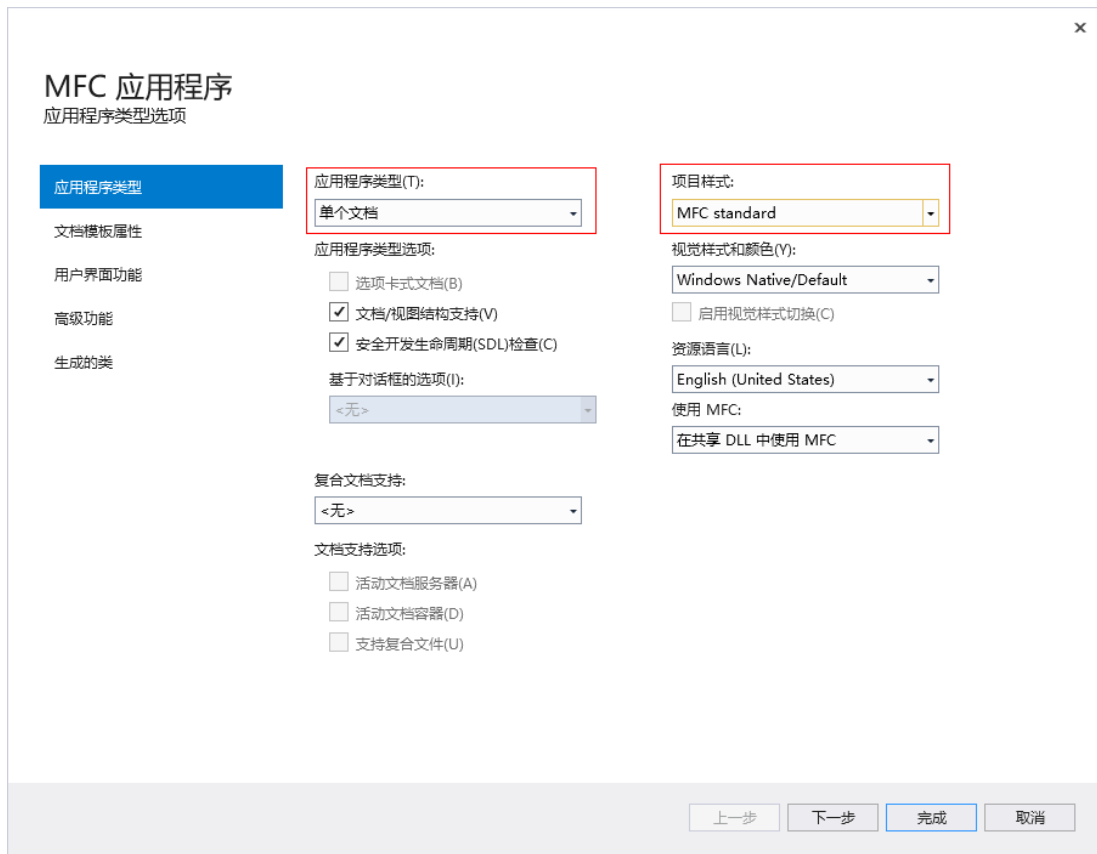 MFC 应用程序
应用程序类型选项
应用程序类型
文档模板属性
用户界面功能
高级功能
生成的类
应用程序类型(T):
单个文档
应用程序类型选项:
选项卡式文档(B)
文档/视图结构支持(V)
安全开发生命周期(SDL)检查(C)
基于对话框的选项(I):
<无>
复合文档支持:
<无>
文档支持选项:
活动文档服务器(A)
活动文档容器(D)
支持复合文件(U)
项目样式:
MFC standard
视觉样式和颜色(Y):
Windows Native/Default
启用视觉样式切换(C)
资源语言(L):
English (United States)
使用 MFC:
在共享 DLL 中使用 MFC
上一步
下一步
完成
取消